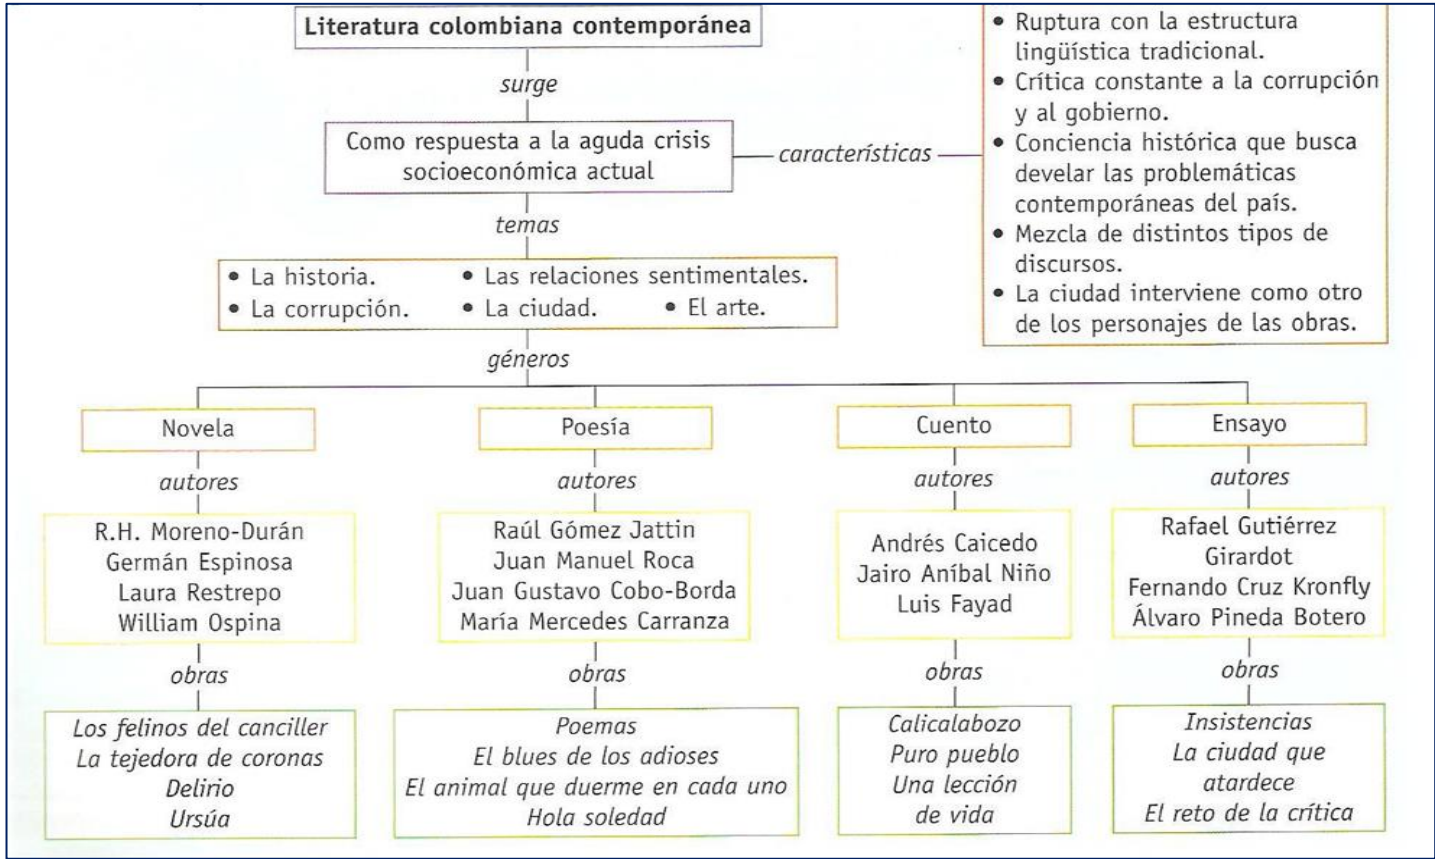 Literatura colombiana contemporánea
surge
Como respuesta a la aguda crisis
socioeconómica actual
características
• Ruptura con la estructura
lingüística tradicional.
• Crítica constante a la corrupción
y al gobierno.
• Conciencia histórica que busca
develar las problemáticas
contemporáneas del país.
• Mezcla de distintos tipos de
discursos.
• La ciudad interviene como otro
de los personajes de las obras.
temas
• La historia.
• Las relaciones sentimentales.
• La corrupción.
• La ciudad.
• El arte.
géneros
Novela
autores
R.H. Moreno-Durán
Germán Espinosa
Laura Restrepo
William Ospina
obras
Los felinos del canciller
La tejedora de coronas
Delirio
Ursúa
Poesía
autores
Raúl Gómez Jattin
Juan Manuel Roca
Juan Gustavo Cobo-Borda
María Mercedes Carranza
obras
Poemas
El blues de los adioses
El animal que duerme en cada uno
Hola soledad
Cuento
autores
Andrés Caicedo
Jairo Aníbal Niño
Luis Fayad
obras
Calicalabozo
Puro pueblo
Una lección
de vida
Ensayo
autores
Rafael Gutiérrez
Girardot
Fernando Cruz Kronfly
Álvaro Pineda Botero
obras
Insistencias
La ciudad que
atardece
El reto de la crítica